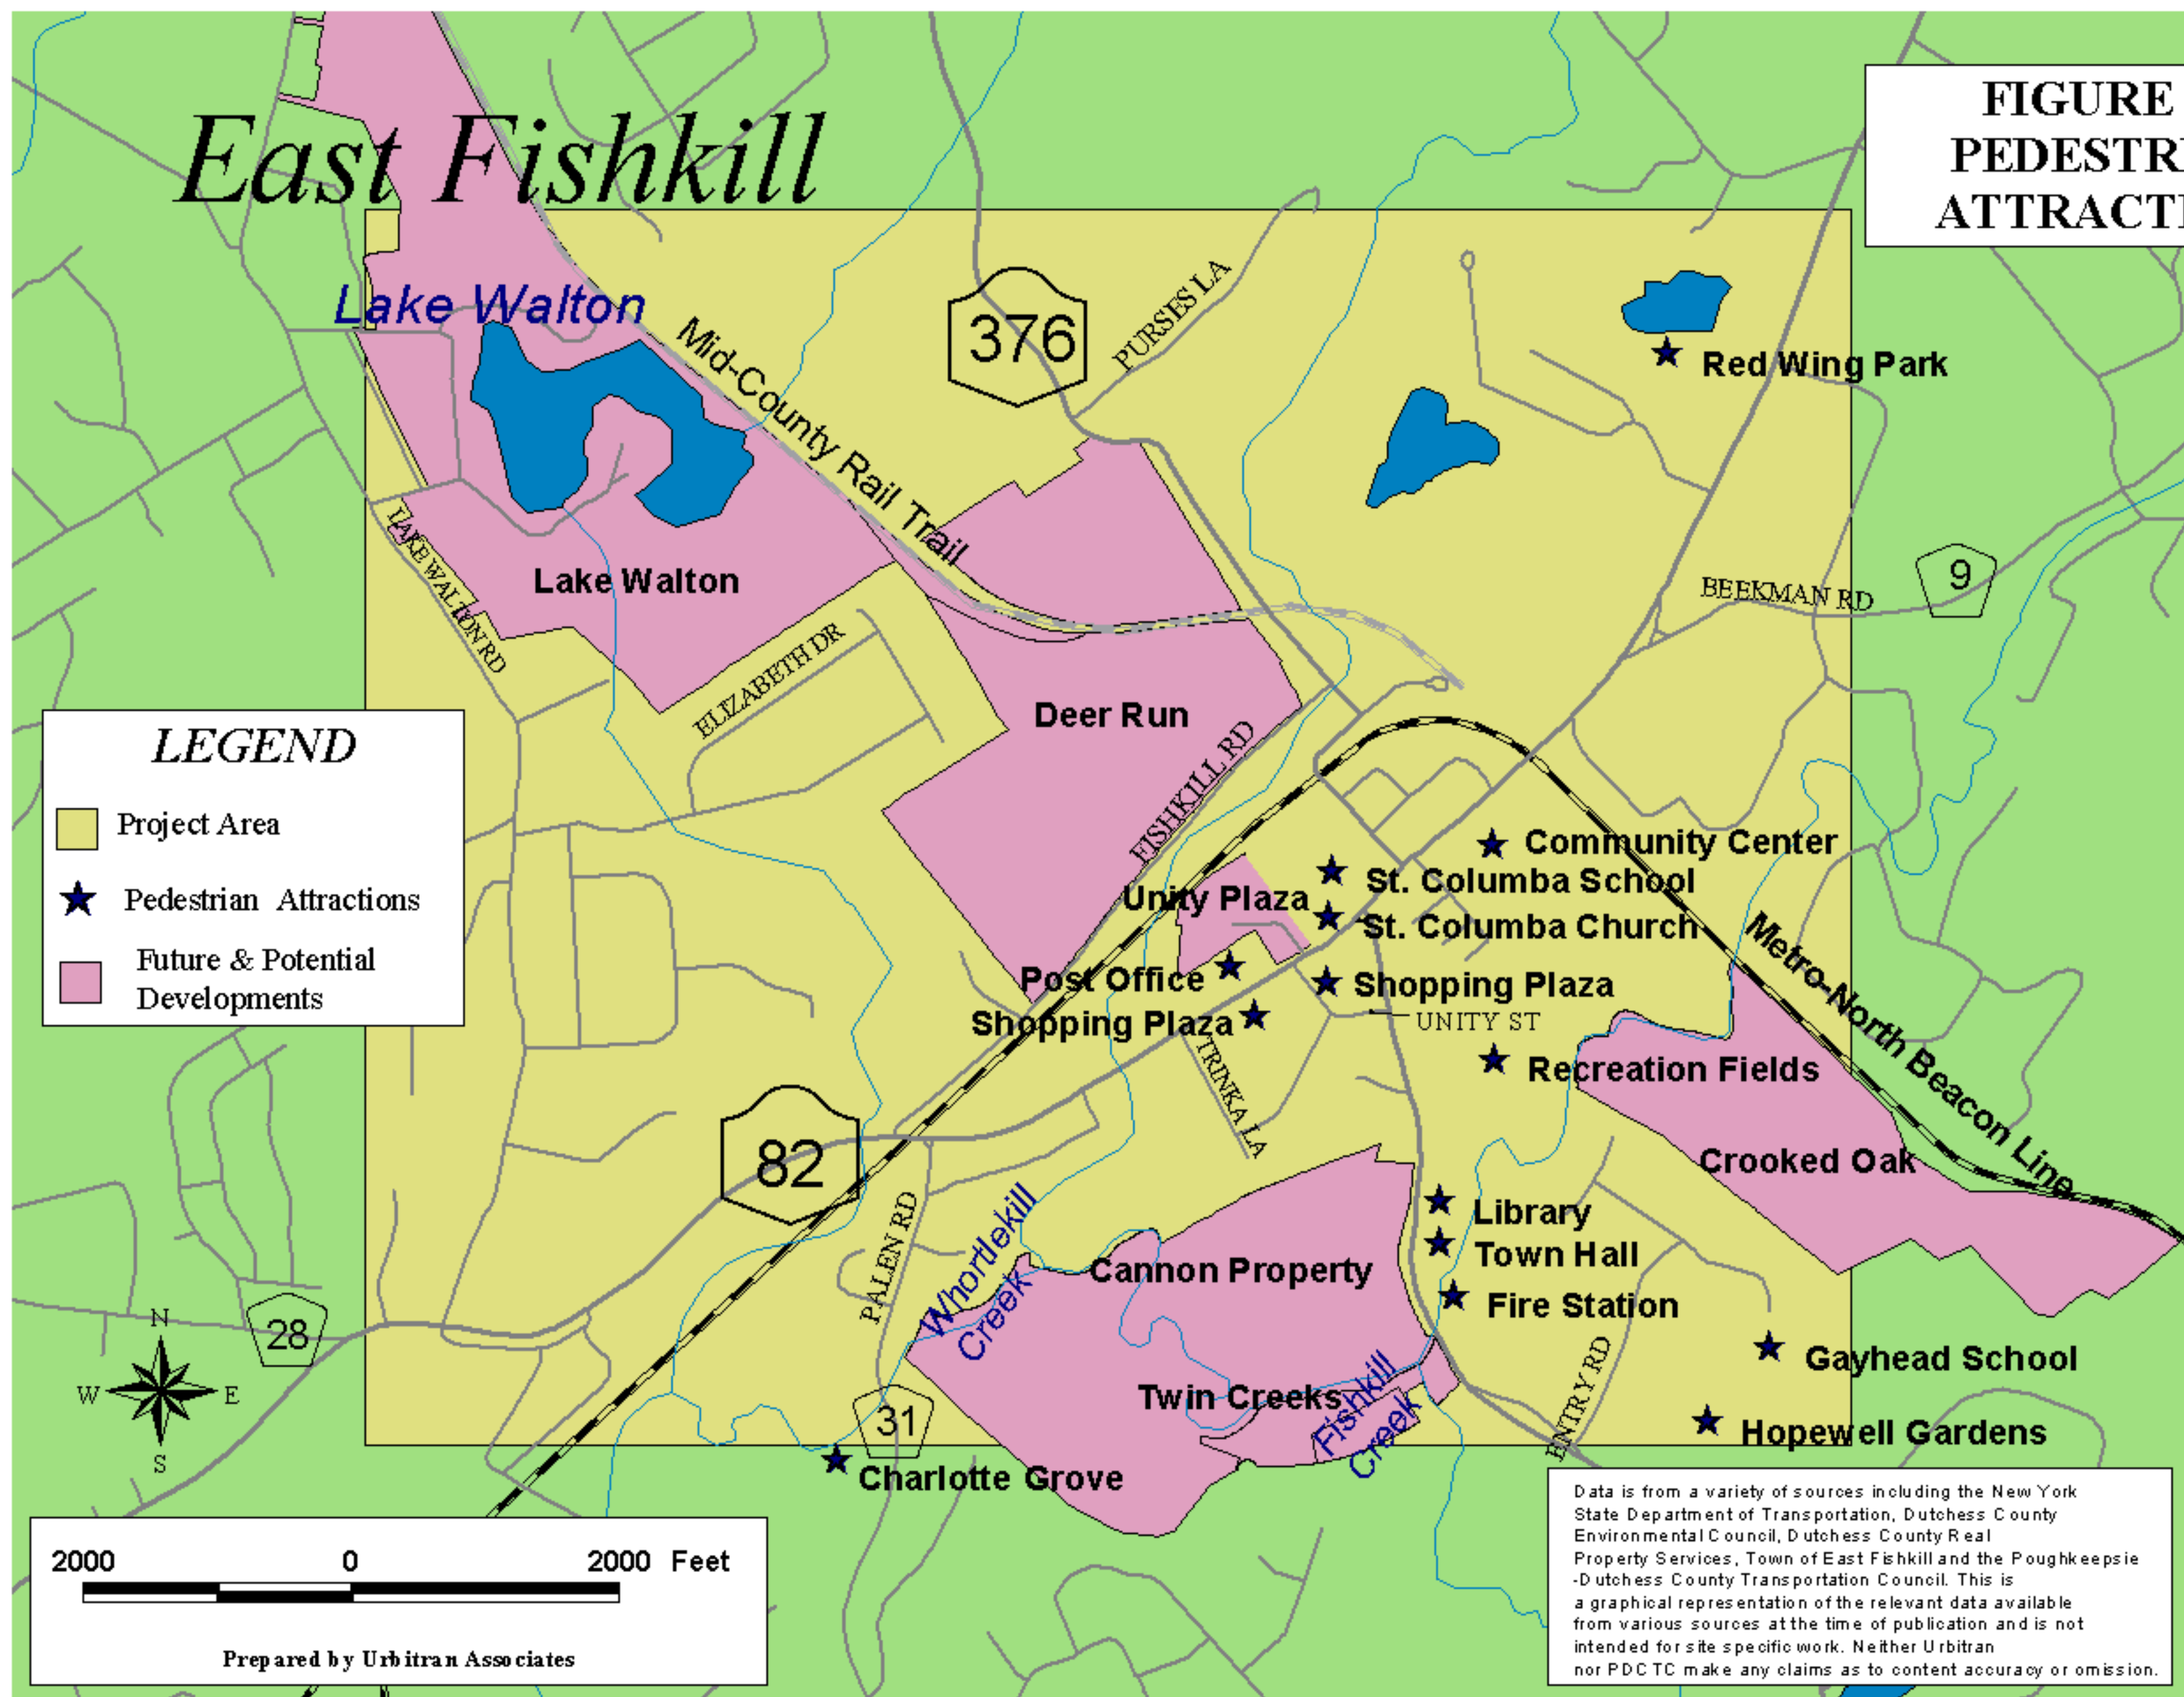 FIGURE
PEDESTRI
ATTRACTI
East Fishkill
Lake Walton
376
PURSES LA
Mid-County Rail Trail
Red Wing Park
LAKE WALTON RD
Lake Walton
9
BEEKMAN RD
ELIZABETH DR
Deer Run
FISHKILL RD
LEGEND
Project Area
Pedestrian Attractions
Future & Potential
Developments
Community Center
St. Columba School
Unity Plaza
St. Columba Church
Metro-North Beacon Line
Post Office
Shopping Plaza
Shopping Plaza
UNITY ST
TRINKA LA
Recreation Fields
82
Crooked Oak
PALEN RD
Whortlekill
Creek
Library
Town Hall
Cannon Property
Fire Station
28
N
W E
S
ENTRY RD
Gayhead School
Twin Creeks
Fishkill
Creek
31
Hopewell Gardens
Charlotte Grove
2000 0 2000 Feet
Prepared by Urbitran Associates
Data is from a variety of sources including the New York
State Department of Transportation, Dutchess County
Environmental Council, Dutchess County Real
Property Services, Town of East Fishkill and the Poughkeepsie
-Dutchess County Transportation Council. This is
a graphical representation of the relevant data available
from various sources at the time of publication and is not
intended for site specific work. Neither Urbitran
nor PDCTC make any claims as to content accuracy or omission.